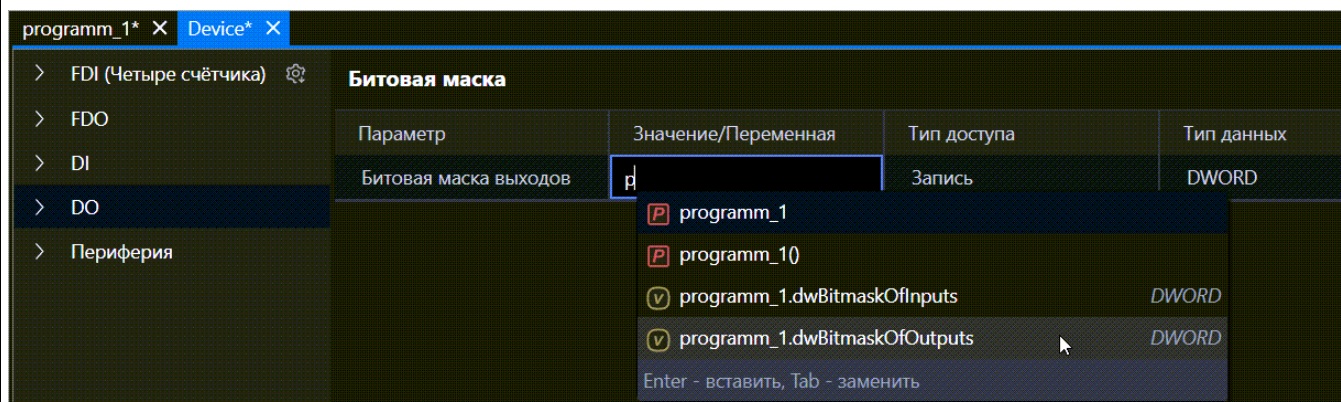 programm_1* Device*
FDI (Четыре счётчика)
FDO
DI
DO
Периферия
Битовая маска
Параметр Значение/Переменная Тип доступа Тип данных
Битовая маска выходов p Запись DWORD
programm_1
programm_1()
programm_1.dwBitmaskOfInputs DWORD
programm_1.dwBitmaskOfOutputs DWORD
Enter - вставить, Tab - заменить